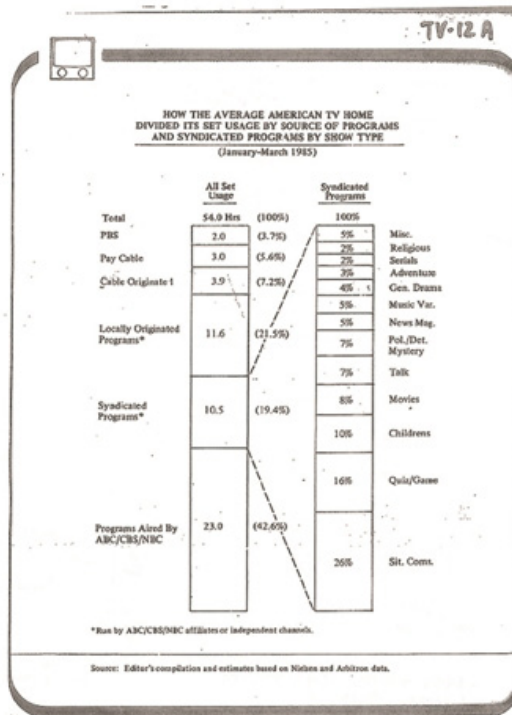 TV-12 A
HOW THE AVERAGE AMERICAN TV HOME
DIVIDED ITS SET USAGE BY SOURCE OF PROGRAMS
AND SYNDICATED PROGRAMS BY SHOW TYPE
(January-March 1985)
All Set
Usage
Syndicated
Programs
Total 54.0 Hrs (100%) 100%
PBS 2.0 (3.7%)
Pay Cable 3.0 (5.6%)
Cable Originated 3.9 (7.2%)
Locally Originated
Programs* 11.6 (21.5%)
Syndicated
Programs* 10.5 (19.4%)
Programs Aired By
ABC/CBS/NBC 23.0 (42.6%)
5% Misc.
2% Religious
2% Serials
3% Adventure
4% Gen. Drama
5% Music Var.
5% News Mag.
7% Pol./Det.
Mystery
7% Talk
8% Movies
10% Childrens
16% Quiz/Game
26% Sit. Coms.
*Run by ABC/CBS/NBC affiliates or independent channels.
Source: Editor's compilation and estimates based on Nielsen and Arbitron data.